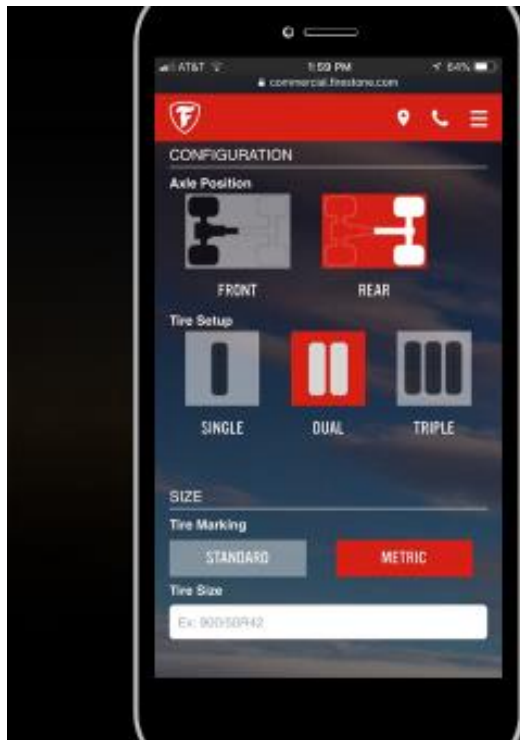 AT&T 1:59 PM 64%
commercial.firestone.com
F
CONFIGURATION
Axle Position
FRONT REAR
Tire Setup
SINGLE DUAL TRIPLE
SIZE
Tire Marking
STANDARD METRIC
Tire Size
Ex: 900/50R42